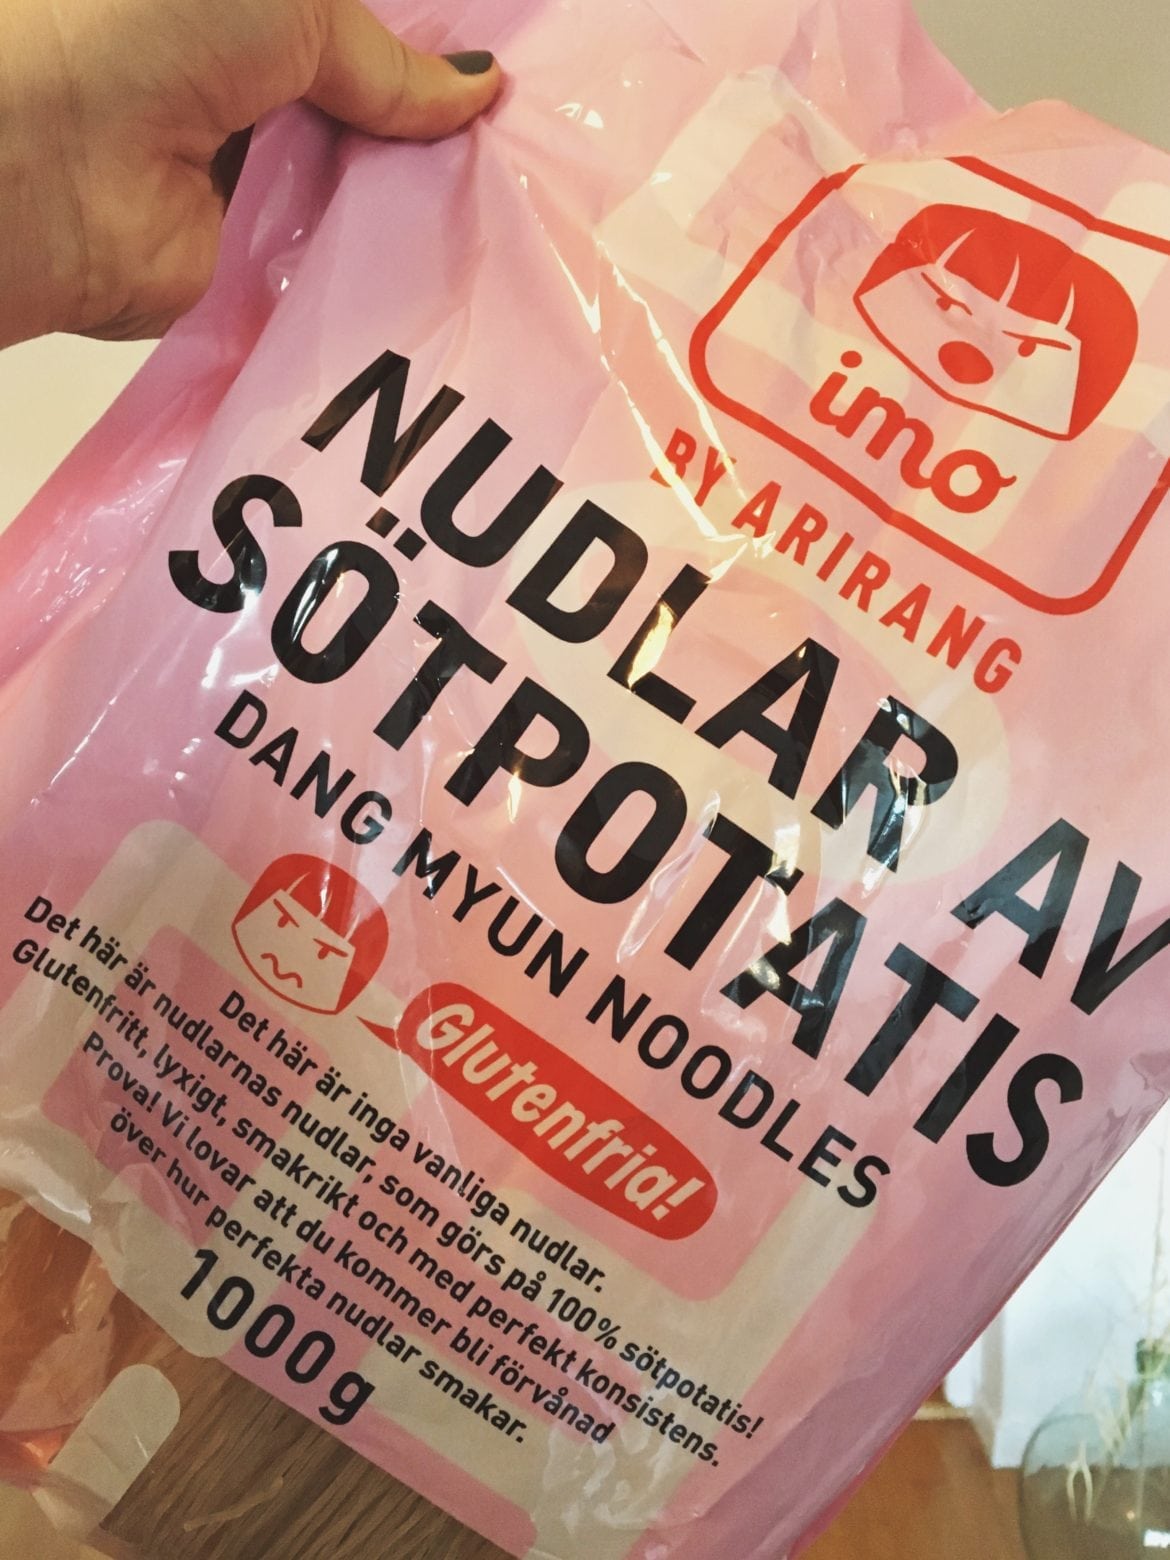 imo
BY ARIRANG
NUDLAR AV
SÖTPOTATIS
DANG MYUN NOODLES
Glutenfria!
Det här är inga vanliga nudlar.
Det här är nudlarnas nudlar, som görs på 100% sötpotatis!
Glutenfritt, lyxigt, smakrikt och med perfekt konsistens.
Prova! Vi lovar att du kommer bli förvånad
över hur perfekta nudlar smakar.
1000 g